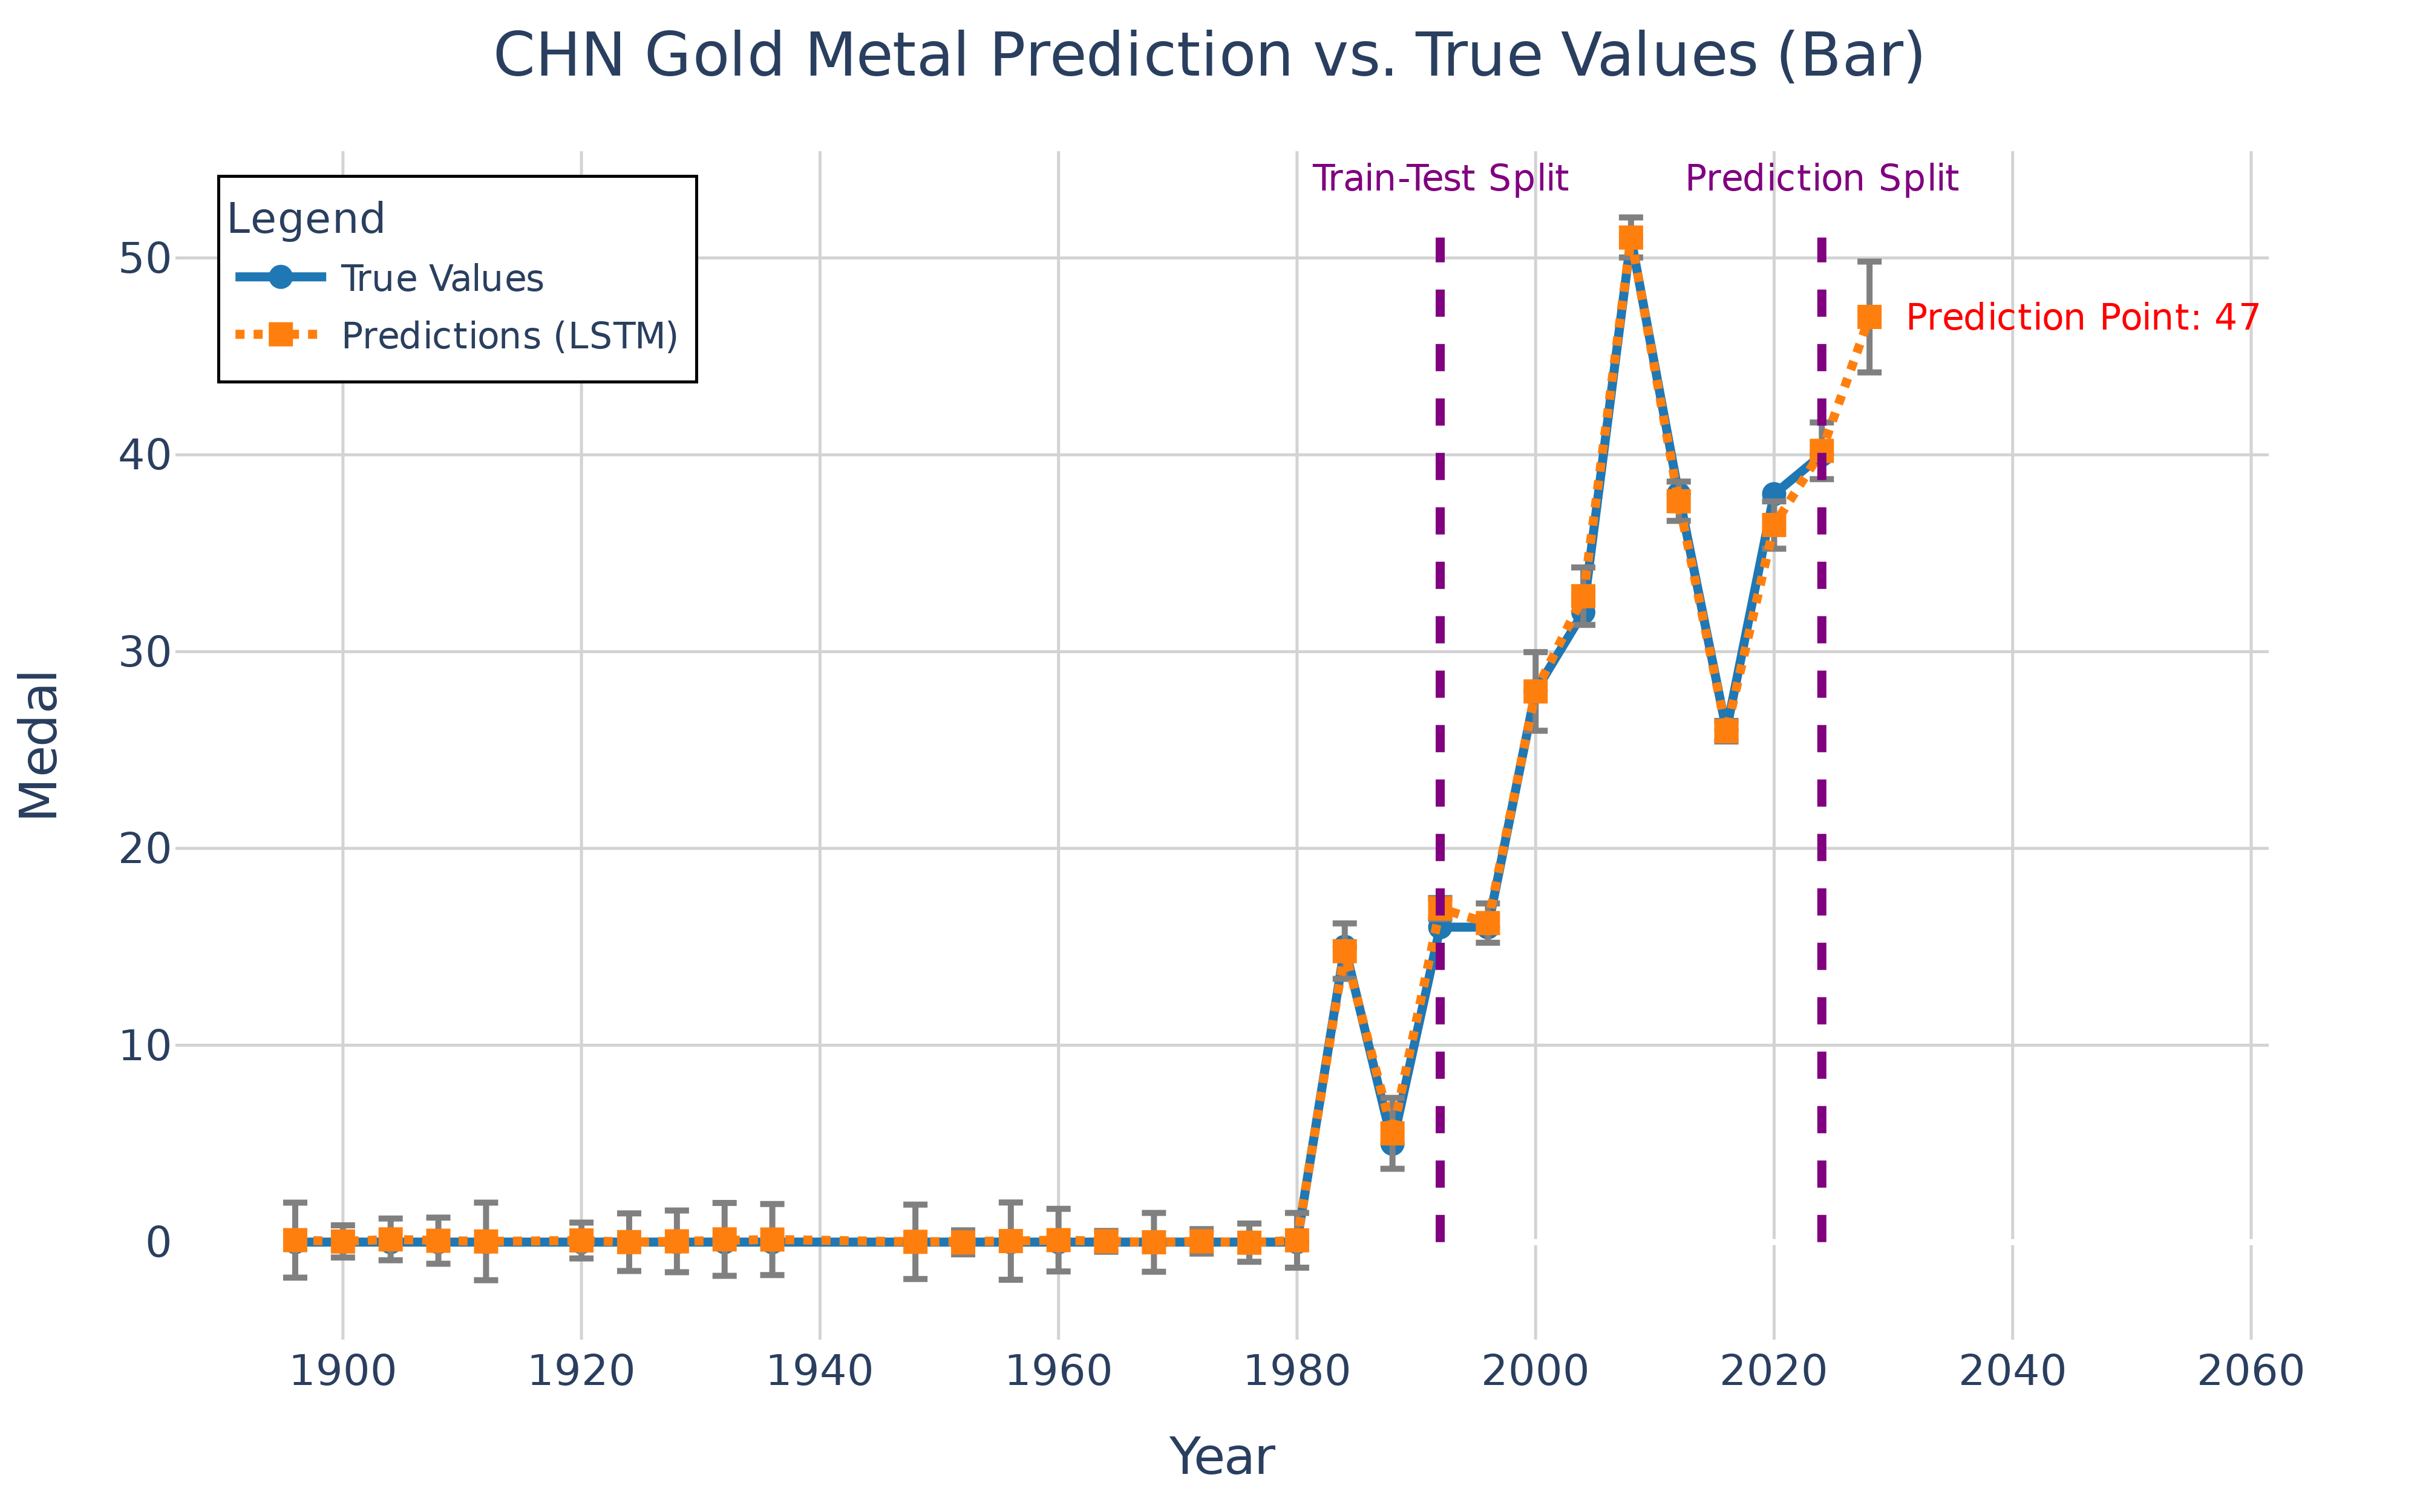 CHN Gold Metal Prediction vs. True Values (Bar)
Train-Test Split
Prediction Split
Legend
True Values
Predictions (LSTM)
Prediction Point: 47
50
40
30
20
10
0
Medal
1900
1920
1940
1960
1980
2000
2020
2040
2060
Year